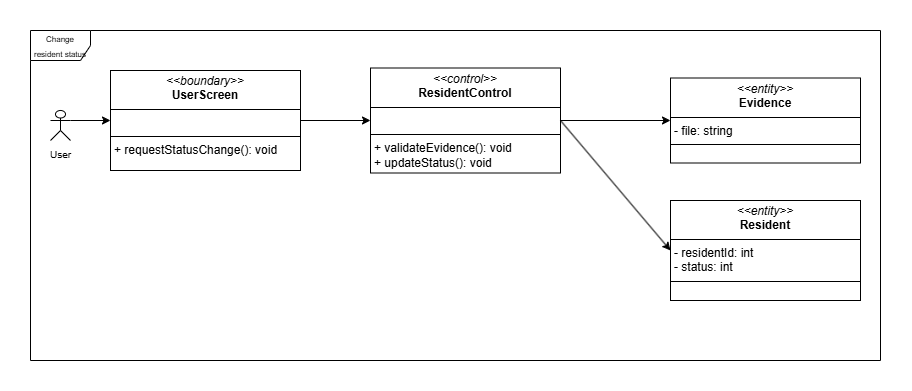 Change
resident status
<<boundary>>
UserScreen
+ requestStatusChange(): void
<<control>>
ResidentControl
+ validateEvidence(): void
+ updateStatus(): void
<<entity>>
Evidence
- file: string
<<entity>>
Resident
- residentId: int
- status: int
User